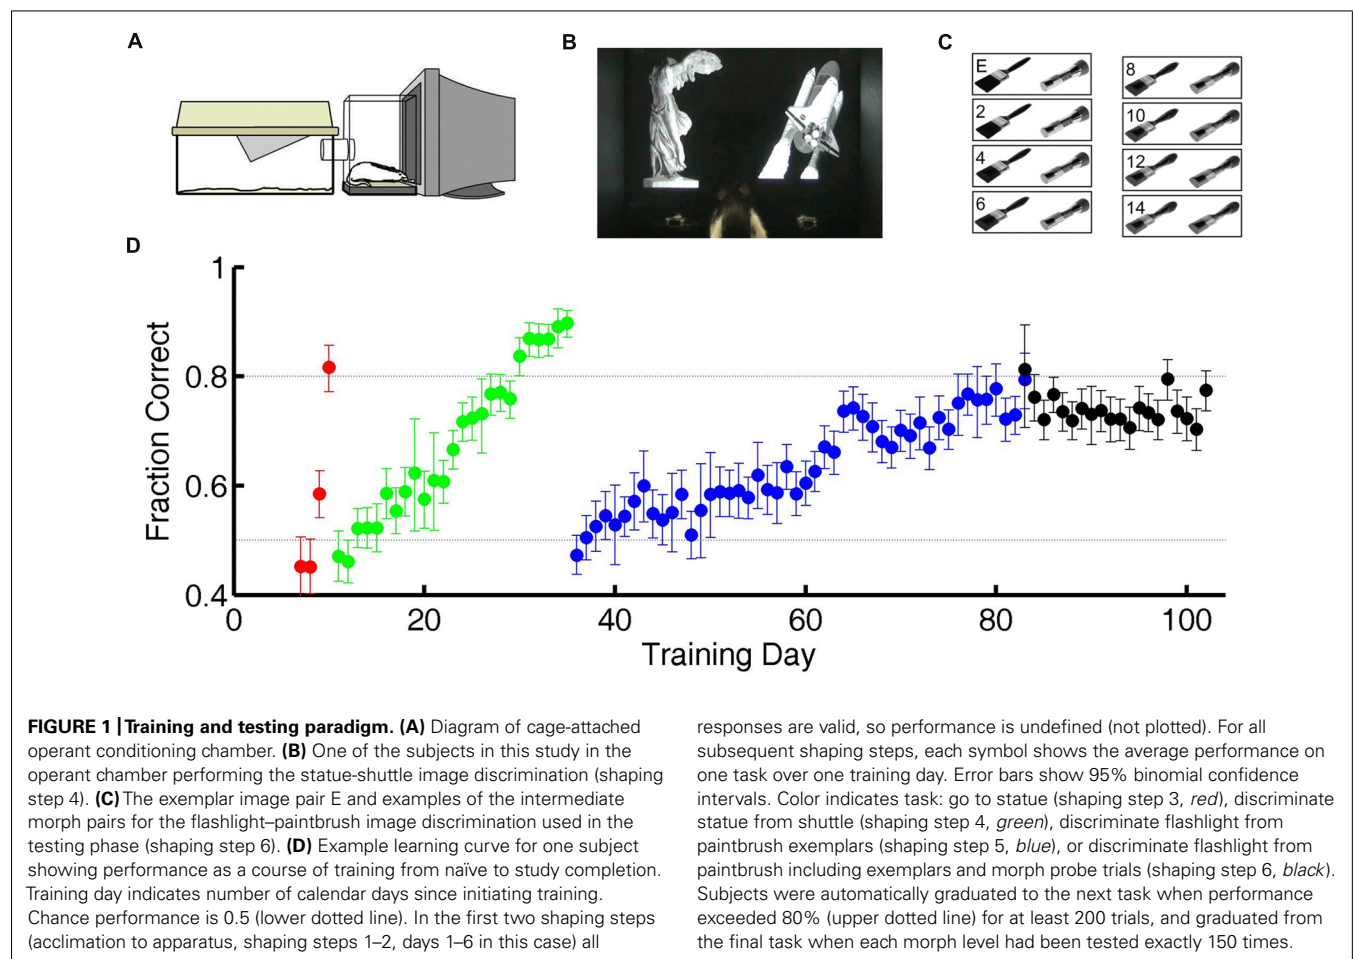 A
B
C
E
2
4
6
8
10
12
14
D
1
0.8
0.6
0.4
Fraction Correct
0
20
40
60
80
100
Training Day
FIGURE 1 | Training and testing paradigm. (A) Diagram of cage-attached
operant conditioning chamber. (B) One of the subjects in this study in the
operant chamber performing the statue-shuttle image discrimination (shaping
step 4). (C) The exemplar image pair E and examples of the intermediate
morph pairs for the flashlight–paintbrush image discrimination used in the
testing phase (shaping step 6). (D) Example learning curve for one subject
showing performance as a course of training from naïve to study completion.
Training day indicates number of calendar days since initiating training.
Chance performance is 0.5 (lower dotted line). In the first two shaping steps
(acclimation to apparatus, shaping steps 1–2, days 1–6 in this case) all
responses are valid, so performance is undefined (not plotted). For all
subsequent shaping steps, each symbol shows the average performance on
one task over one training day. Error bars show 95% binomial confidence
intervals. Color indicates task: go to statue (shaping step 3, red), discriminate
statue from shuttle (shaping step 4, green), discriminate flashlight from
paintbrush exemplars (shaping step 5, blue), or discriminate flashlight from
paintbrush including exemplars and morph probe trials (shaping step 6, black).
Subjects were automatically graduated to the next task when performance
exceeded 80% (upper dotted line) for at least 200 trials, and graduated from
the final task when each morph level had been tested exactly 150 times.